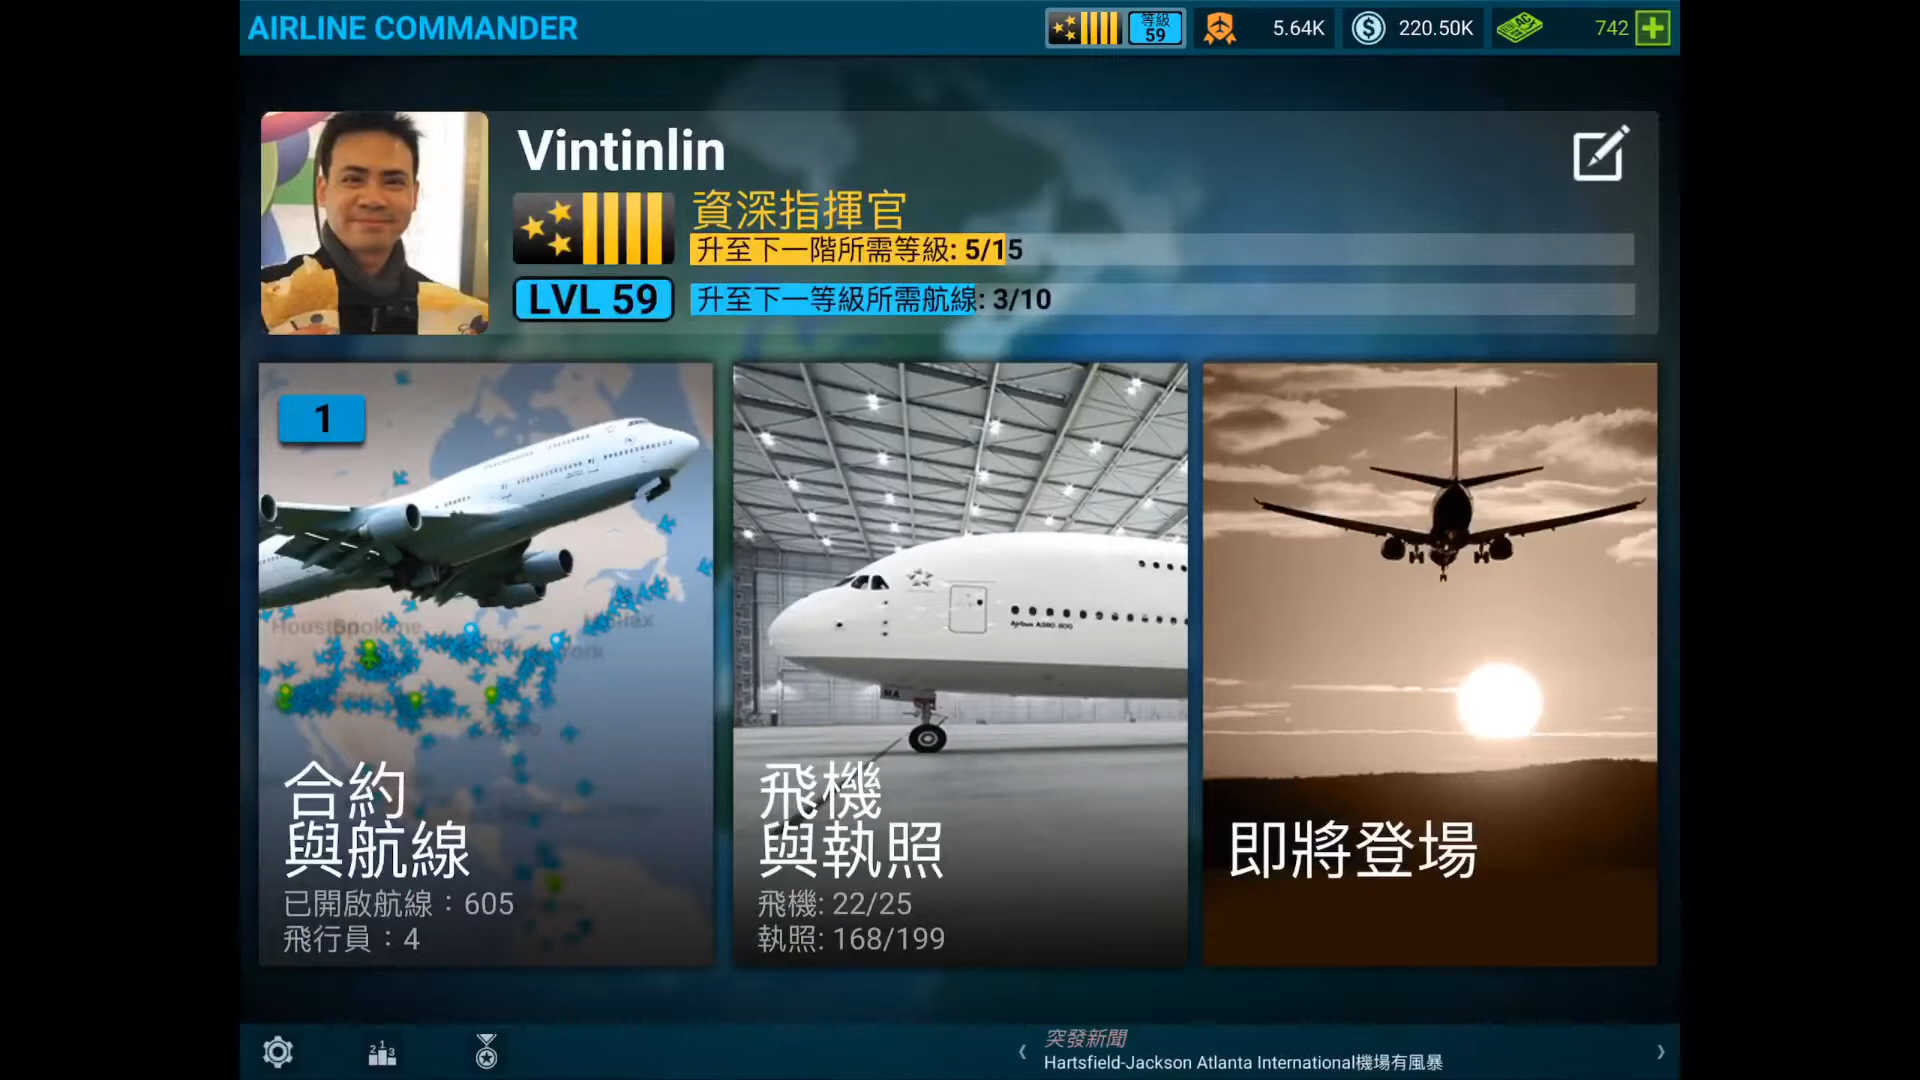 AIRLINE COMMANDER
等級
59
5.64K
220.50K
742
Vintinlin
資深指揮官
升至下一階所需等級: 5/15
LVL 59
升至下一等級所需航線: 3/10
1
合約
與航線
已開啟航線：605
飛行員：4
Airbus A380-800
MA
飛機
與執照
飛機: 22/25
執照: 168/199
即將登場
突發新聞
Hartsfield-Jackson Atlanta International機場有風暴